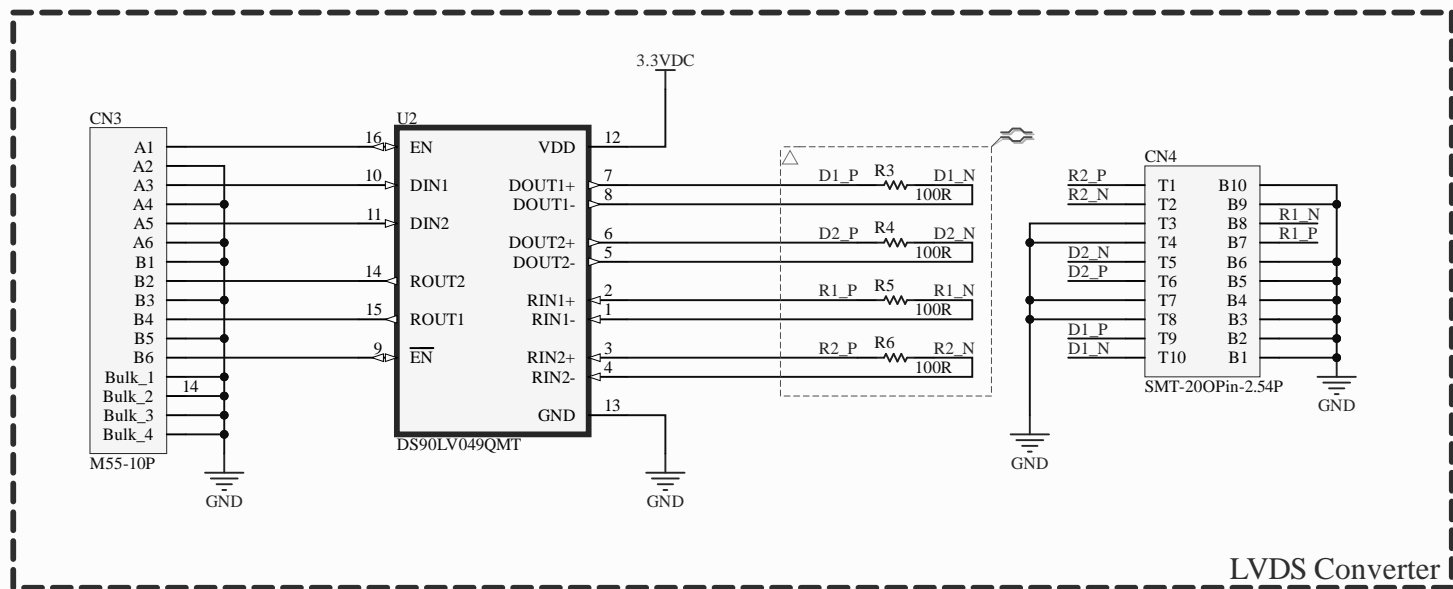 3.3VDC
CN3
A1
A2
A3
A4
A5
A6
B1
B2
B3
B4
B5
B6
Bulk_1
Bulk_2
Bulk_3
Bulk_4
14
M55-10P
GND
U2
16 EN
10 DIN1
11 DIN2
14 ROUT2
15 ROUT1
9 EN
VDD 12
DOUT1+ 7
DOUT1- 8
DOUT2+ 6
DOUT2- 5
RIN1+ 2
RIN1- 1
RIN2+ 3
RIN2- 4
GND 13
DS90LV049QMT
GND
D1_P R3 D1_N
100R
D2_P R4 D2_N
100R
R1_P R5 R1_N
100R
R2_P R6 R2_N
100R
CN4
R2_P T1 B10
R2_N T2 B9
T3 B8 R1_N
T4 B7 R1_P
D2_N T5 B6
D2_P T6 B5
T7 B4
T8 B3
D1_P T9 B2
D1_N T10 B1
SMT-20OPin-2.54P
GND
GND
LVDS Converter